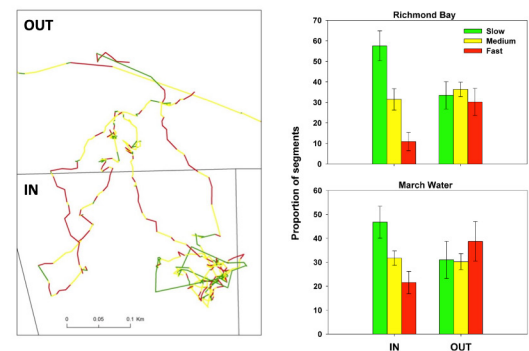 OUT
IN
0 0.05 0.1 Km
Richmond Bay
Slow
Medium
Fast
70
60
50
40
30
20
10
0
IN OUT
March Water
60
50
40
30
20
10
0
IN OUT
Proportion of segments